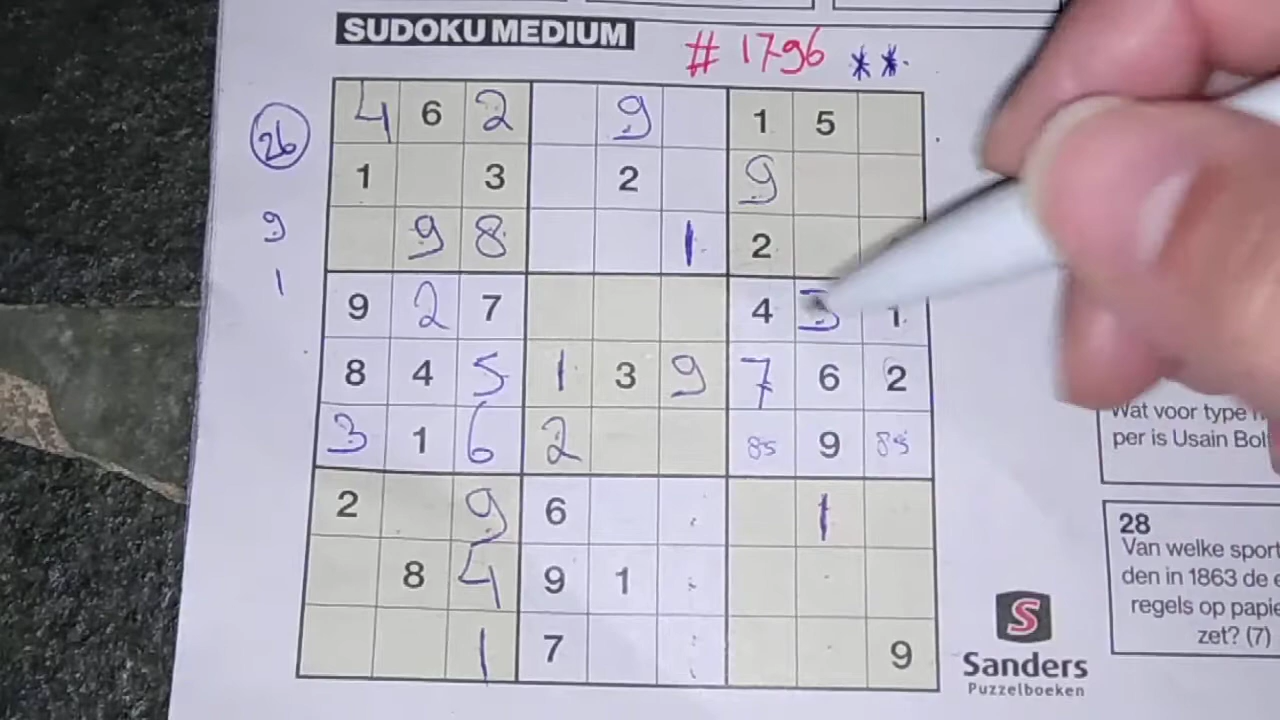 SUDOKU MEDIUM # 1796 **
4 6 2 9 1 5
26
1 3 2 9
9
9 8 1 2
1
9 2 7 4 3 1
8 4 5 1 3 9 7 6 2
3 1 6 2 85 9 85
2 9 6 1
8 4 9 1
1 7 9
Wat voor type
per is Usain Bol
28
Van welke sport
den in 1863 de
regels op papie
zet? (7)
S
Sanders
Puzzelboeken